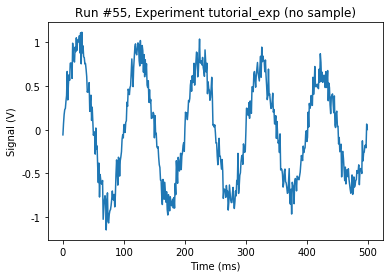 Run #55, Experiment tutorial_exp (no sample)
1
0.5
0
-0.5
-1
Signal (V)
0 100 200 300 400 500
Time (ms)